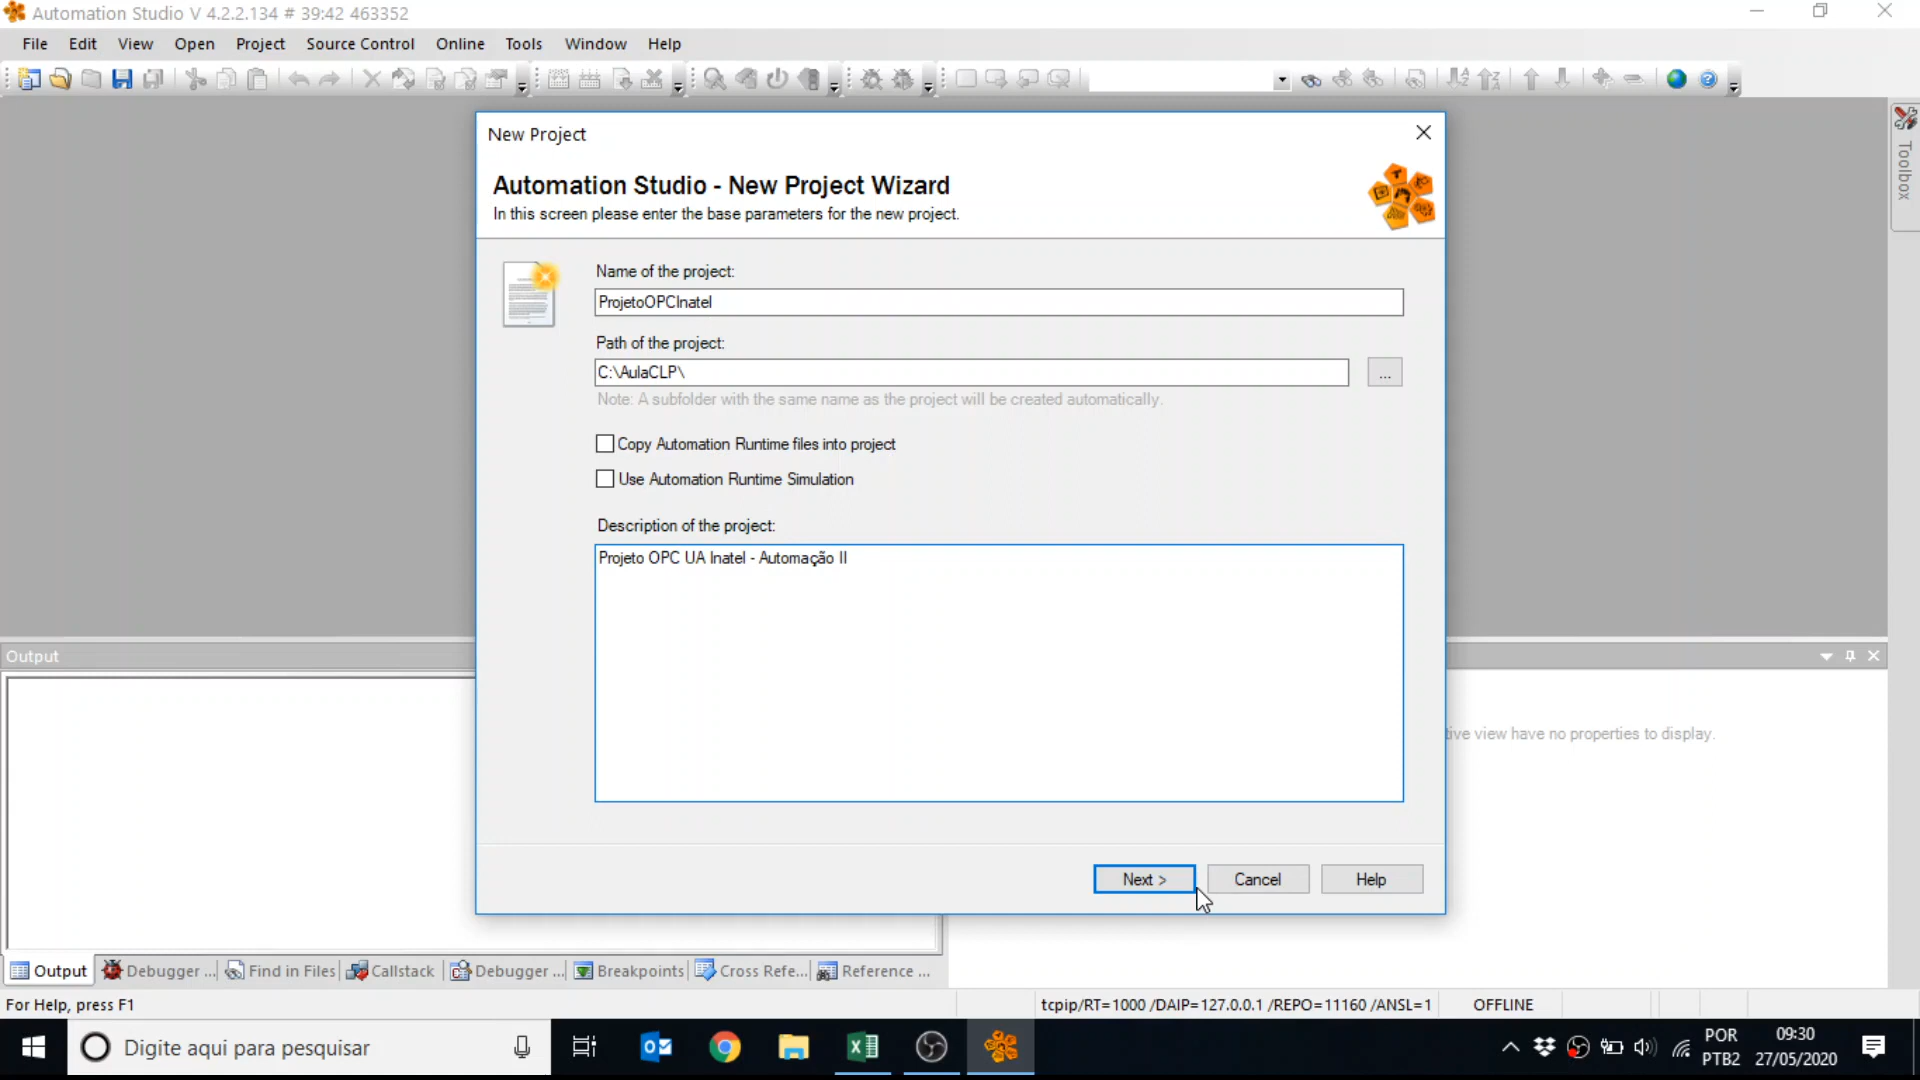 Automation Studio V 4.2.2.134 # 39:42 463352
File Edit View Open Project Source Control Online Tools Window Help
Toolbox
New Project
Automation Studio - New Project Wizard
In this screen please enter the base parameters for the new project.
Name of the project:
ProjetoOPCInatel
Path of the project:
C:\AulaCLP\
...
Note: A subfolder with the same name as the project will be created automatically.
Copy Automation Runtime files into project
Use Automation Runtime Simulation
Description of the project:
Projeto OPC UA Inatel - Automação II
Next > Cancel Help
Output
tive view have no properties to display.
Output Debugger ... Find in Files Callstack Debugger ... Breakpoints Cross Refe... Reference ...
For Help, press F1
tcpip/RT=1000 /DAIP=127.0.0.1 /REPO=11160 /ANSL=1 OFFLINE
Digite aqui para pesquisar
POR
PTB2
09:30
27/05/2020